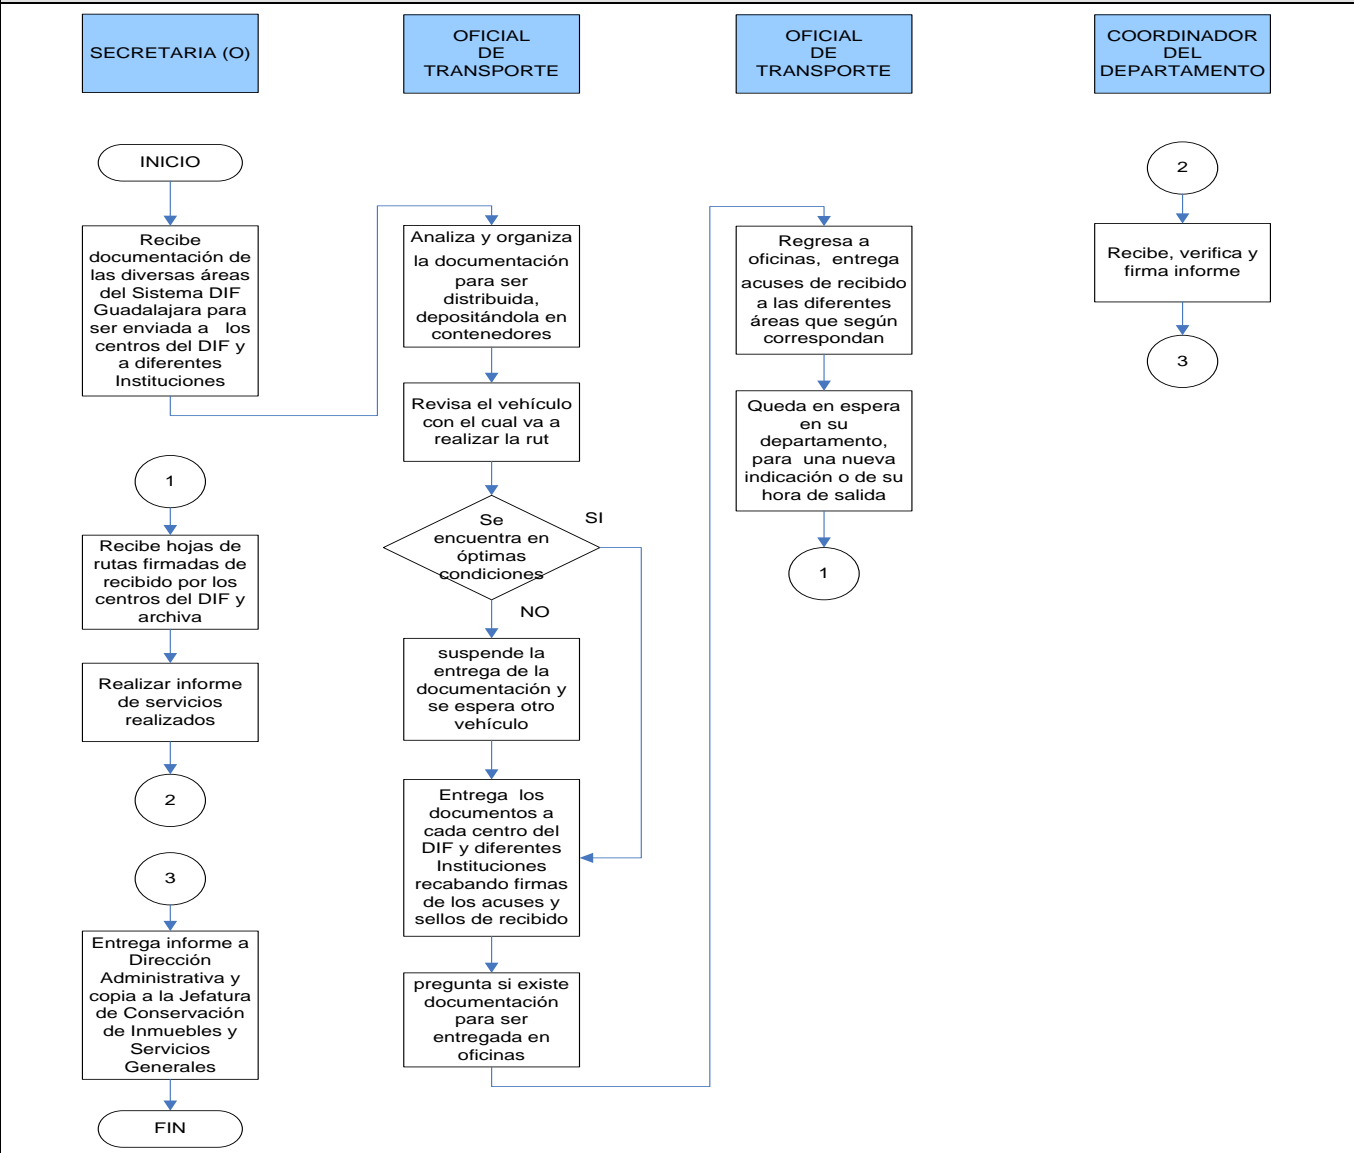 SECRETARIA (O)
OFICIAL
DE
TRANSPORTE
OFICIAL
DE
TRANSPORTE
COORDINADOR
DEL
DEPARTAMENTO
INICIO
Recibe
documentación de
las diversas áreas
del Sistema DIF
Guadalajara para
ser enviada a los
centros del DIF y
a diferentes
Instituciones
1
Recibe hojas de
rutas firmadas de
recibido por los
centros del DIF y
archiva
Realizar informe
de servicios
realizados
2
3
Entrega informe a
Dirección
Administrativa y
copia a la Jefatura
de Conservación
de Inmuebles y
Servicios
Generales
FIN
Analiza y organiza
la documentación
para ser
distribuida,
depositándola en
contenedores
Revisa el vehículo
con el cual va a
realizar la rut
Se
encuentra en
óptimas
condiciones
SI
NO
suspende la
entrega de la
documentación y
se espera otro
vehículo
Entrega los
documentos a
cada centro del
DIF y diferentes
Instituciones
recabando firmas
de los acuses y
sellos de recibido
pregunta si existe
documentación
para ser
entregada en
oficinas
Regresa a
oficinas, entrega
acuses de recibido
a las diferentes
áreas que según
correspondan
Queda en espera
en su
departamento,
para una nueva
indicación o de su
hora de salida
1
2
Recibe, verifica y
firma informe
3